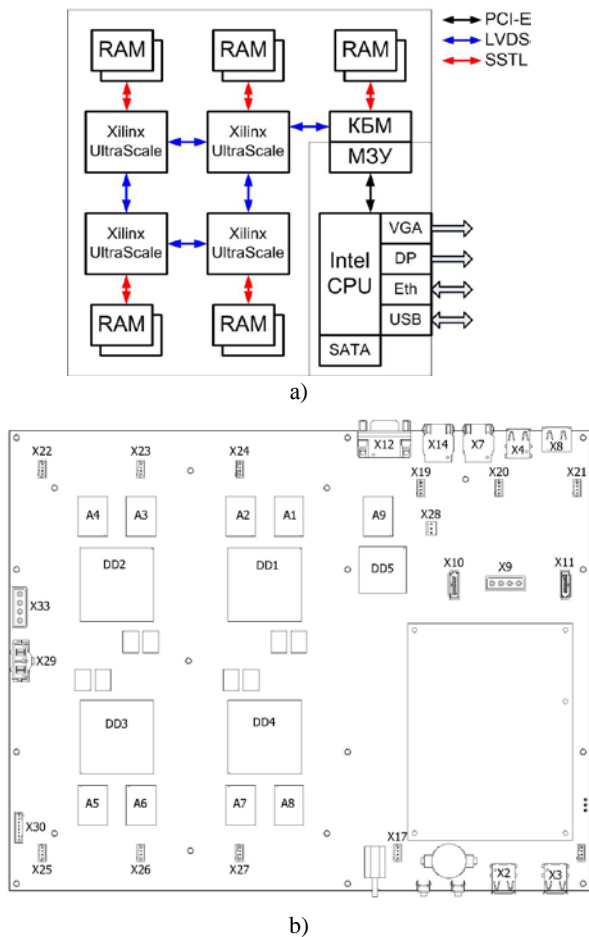 PCI-E
LVDS
SSTL
RAM
RAM
RAM
Xilinx
UltraScale
Xilinx
UltraScale
КБМ
МЗУ
Xilinx
UltraScale
Xilinx
UltraScale
Intel
CPU
VGA
DP
Eth
USB
SATA
RAM
RAM
a)
X12
X14
X7
X4
X8
X22
X23
X24
X19
X20
X21
A4
A3
A2
A1
A9
X28
DD2
DD1
DD5
X10
X9
X11
X33
X29
DD3
DD4
A5
A6
A7
A8
X30
X25
X26
X27
X17
X2
X3
b)